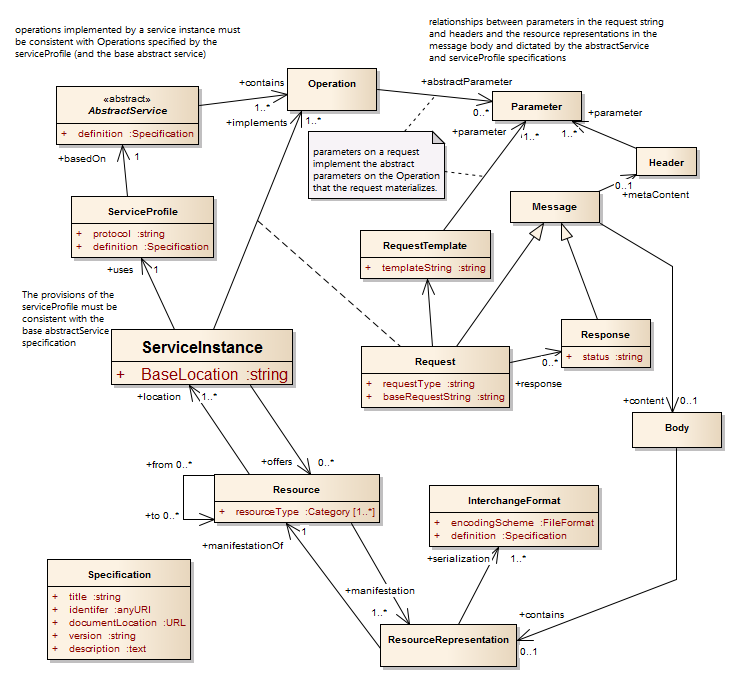 operations implemented by a service instance must
be consistent with Operations specified by the
serviceProfile (and the base abstract service)
relationships between parameters in the request string
and headers and the resource representations in the
message body and dictated by the abstractService
and serviceProfile specifications
«abstract»
AbstractService
+ definition :Specification
+contains
1..*
Operation
+abstractParameter
0..*
Parameter
+implements
1..*
+parameter
1..*
+parameter
1..*
parameters on a request
implement the abstract
parameters on the Operation
that the request materializes.
Header
0..1
+metaContent
+basedOn
1
ServiceProfile
+ protocol :string
+ definition :Specification
Message
RequestTemplate
+ templateString :string
+uses
1
The provisions of the
serviceProfile must be
consistent with the
base abstractService
specification
ServiceInstance
+ BaseLocation :string
Response
+ status :string
Request
+ requestType :string
+ baseRequestString :string
0..*
+response
+location
1..*
+content
0..1
Body
+from 0..*
+offers
0..*
Resource
+ resourceType :Category [1..*]
+to 0..*
1
+manifestationOf
InterchangeFormat
+ encodingScheme :FileFormat
+ definition :Specification
+serialization
1..*
Specification
+ title :string
+ identifer :anyURI
+ documentLocation :URL
+ version :string
+ description :text
+manifestation
1..*
ResourceRepresentation
+contains
0..1